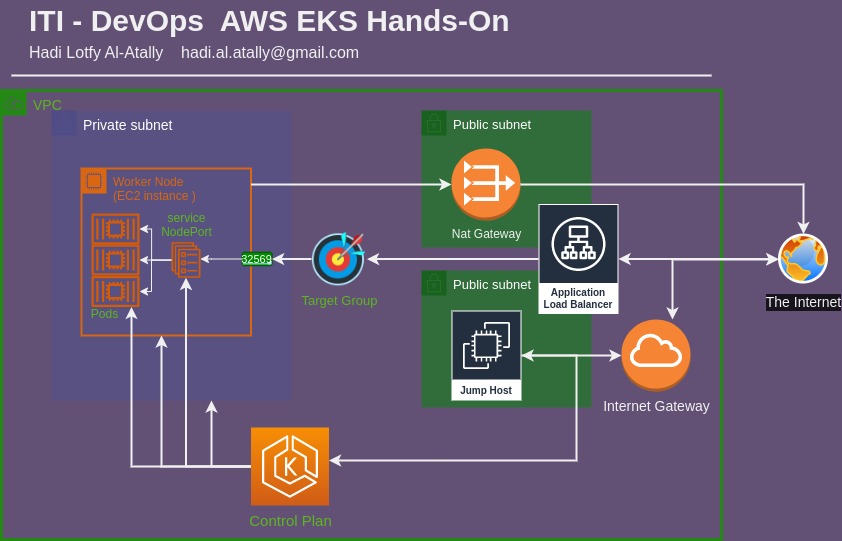 ITI - DevOps  AWS EKS Hands-On
Hadi Lotfy Al-Atally    hadi.al.atally@gmail.com
VPC
Private subnet
Public subnet
Worker Node
(EC2 instance )
service
NodePort
Nat Gateway
32569
Pods
Target Group
Public subnet
Application
Load Balancer
The Internet
Jump Host
Internet Gateway
K
Control Plan